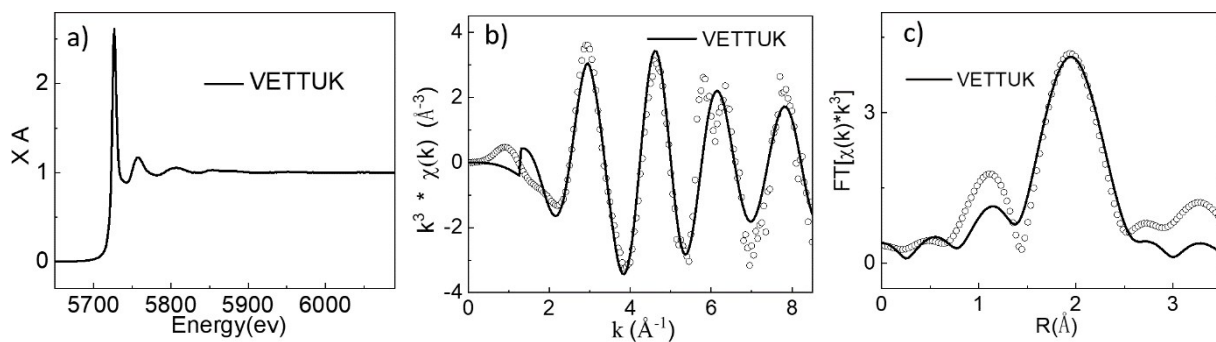 a)
VETTUK
X A
2
1
0
5700
5800
5900
6000
Energy(ev)
b)
VETTUK
k³ * χ(k) (Å⁻³)
4
2
0
-2
-4
0
2
4
6
8
k (Å⁻¹)
c)
VETTUK
FT[χ(k)*k³]
3
0
0
1
2
3
R(Å)